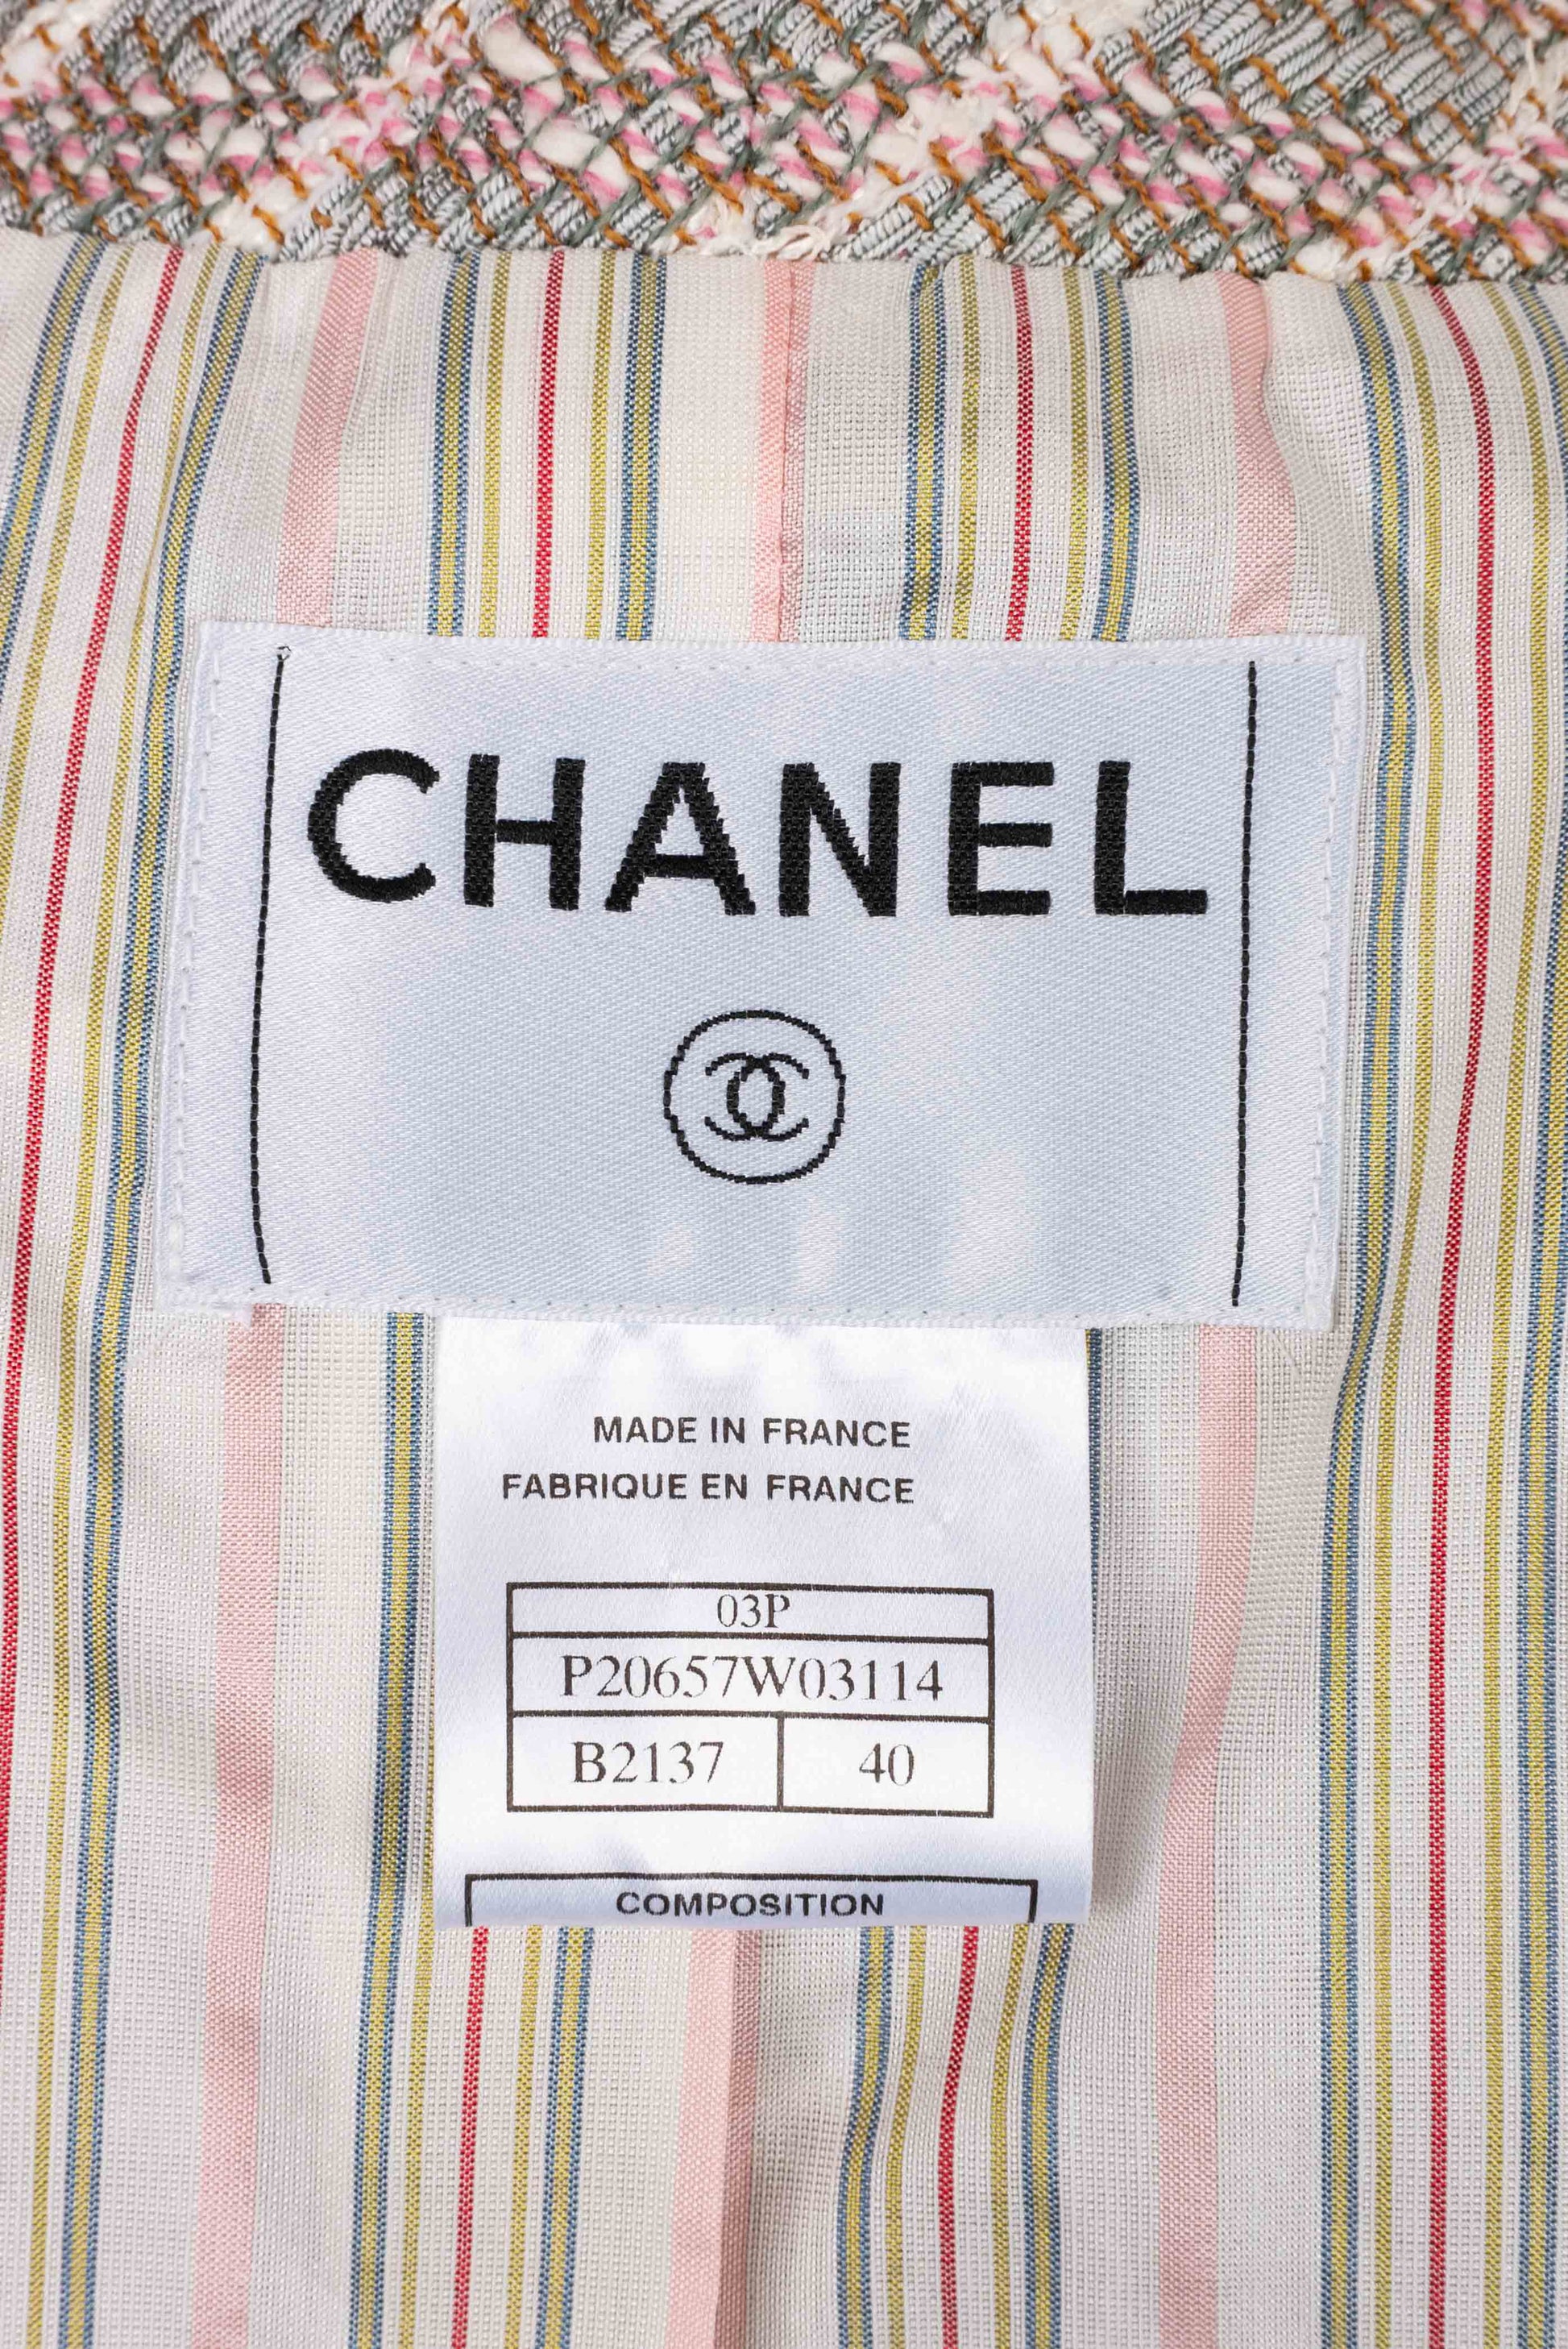 CHANEL
MADE IN FRANCE
FABRIQUE EN FRANCE
03P
P20657W03114
B2137 40
COMPOSITION